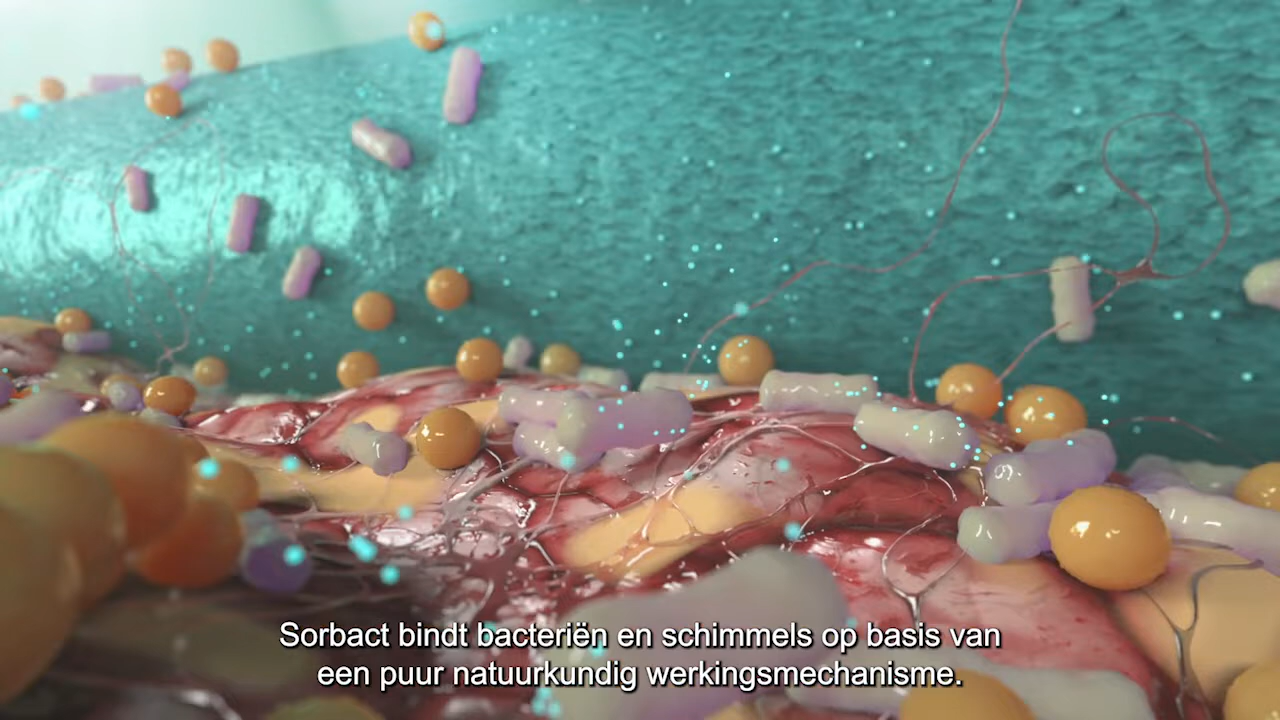 Sorbact bindt bacteriën en schimmels op basis van
een puur natuurkundig werkingsmechanisme.